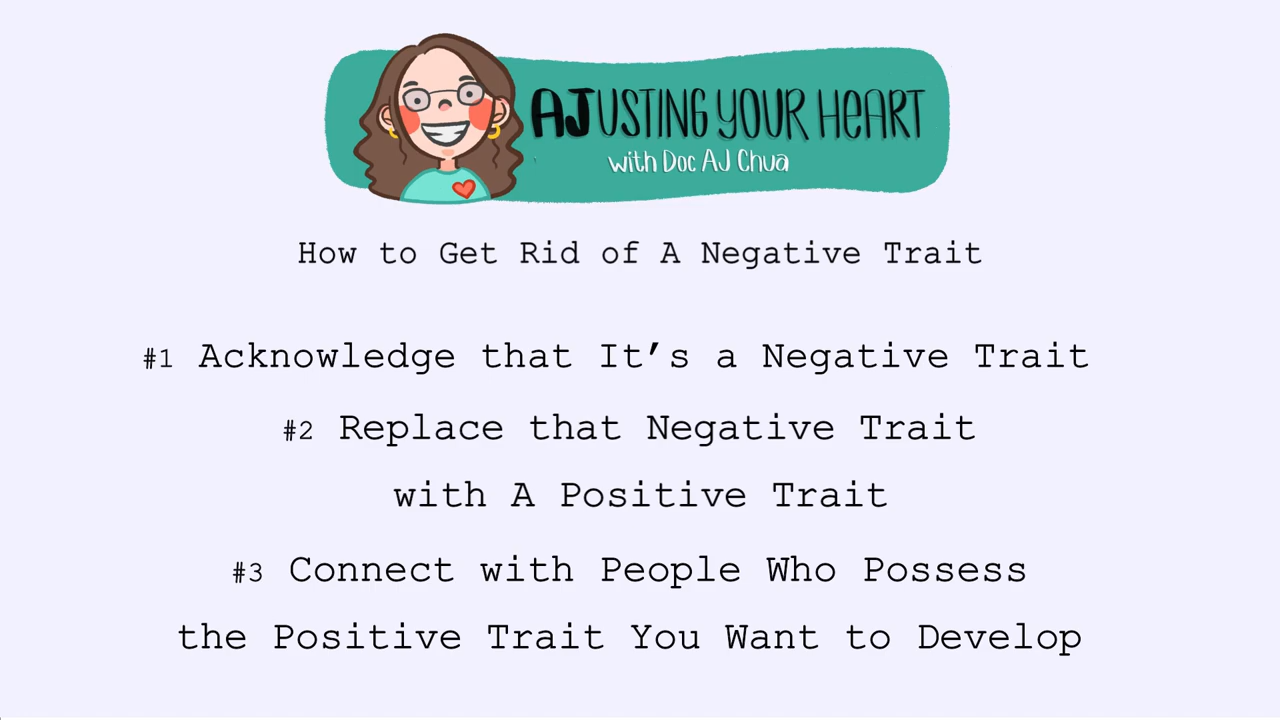 AJUSTING YOUR HEART
with Doc AJ Chua
How to Get Rid of A Negative Trait
#1 Acknowledge that It’s a Negative Trait
#2 Replace that Negative Trait
with A Positive Trait
#3 Connect with People Who Possess
the Positive Trait You Want to Develop